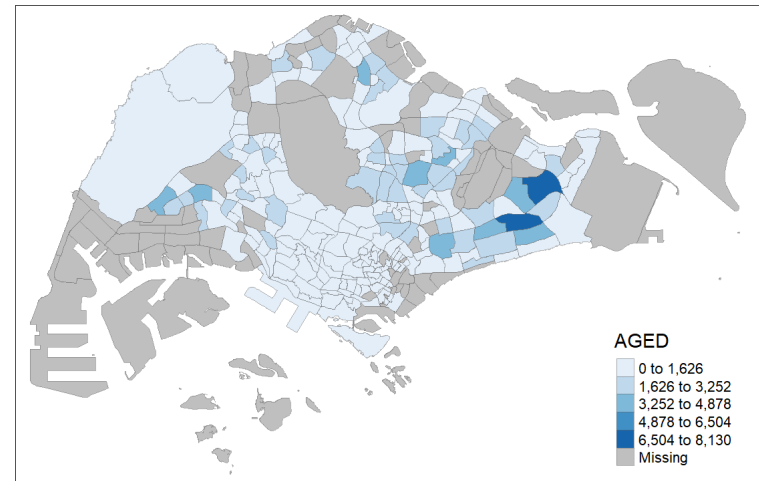 AGED
0 to 1,626
1,626 to 3,252
3,252 to 4,878
4,878 to 6,504
6,504 to 8,130
Missing